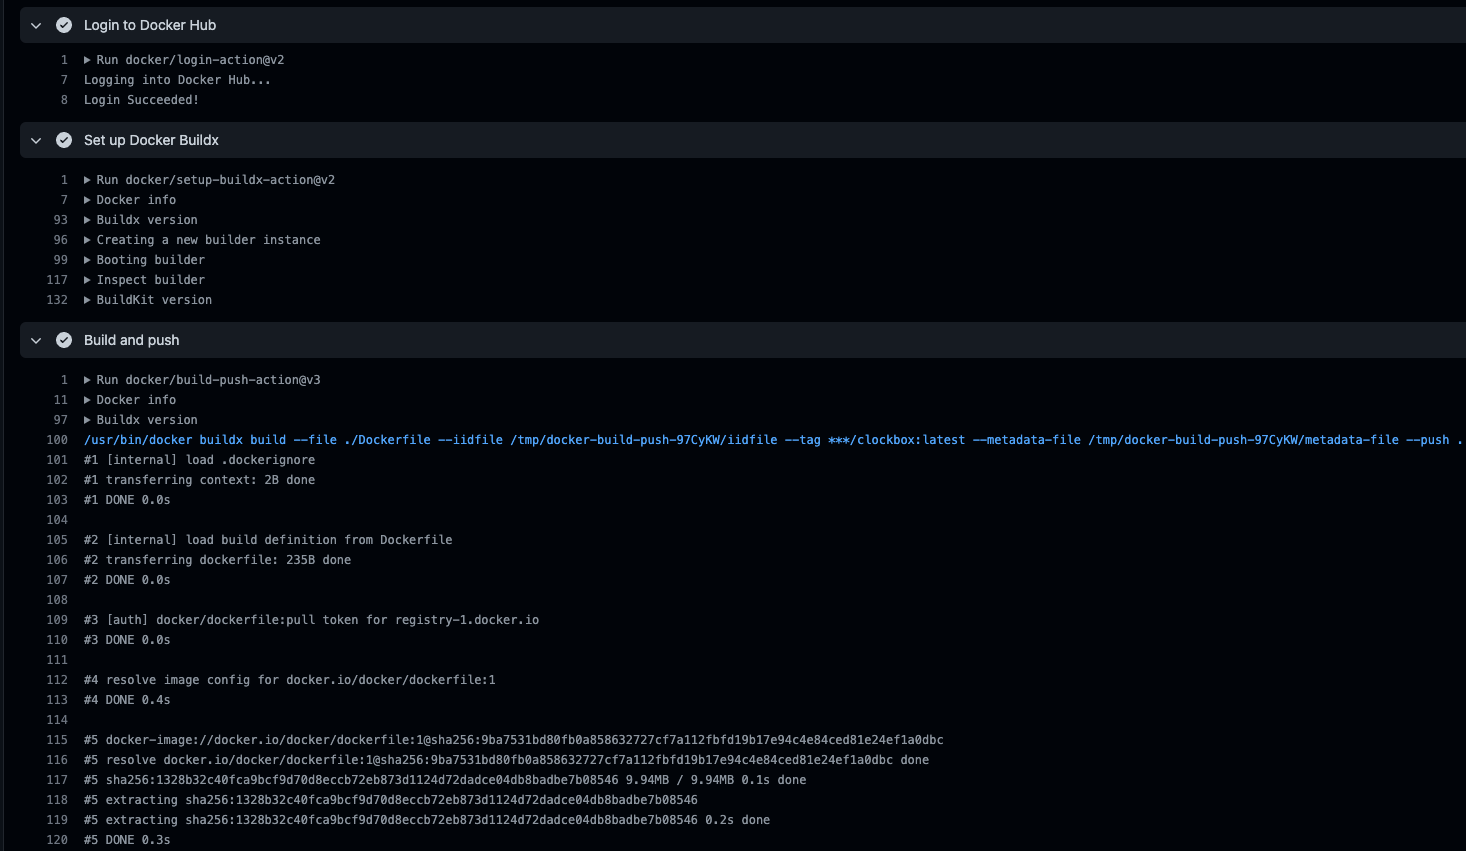 Login to Docker Hub
1 Run docker/login-action@v2
7 Logging into Docker Hub...
8 Login Succeeded!
Set up Docker Buildx
1 Run docker/setup-buildx-action@v2
7 Docker info
93 Buildx version
96 Creating a new builder instance
99 Booting builder
117 Inspect builder
132 BuildKit version
Build and push
1 Run docker/build-push-action@v3
11 Docker info
97 Buildx version
100 /usr/bin/docker buildx build --file ./Dockerfile --iidfile /tmp/docker-build-push-97CyKW/iidfile --tag ***/clockbox:latest --metadata-file /tmp/docker-build-push-97CyKW/metadata-file --push .
101 #1 [internal] load .dockerignore
102 #1 transferring context: 2B done
103 #1 DONE 0.0s
104
105 #2 [internal] load build definition from Dockerfile
106 #2 transferring dockerfile: 235B done
107 #2 DONE 0.0s
108
109 #3 [auth] docker/dockerfile:pull token for registry-1.docker.io
110 #3 DONE 0.0s
111
112 #4 resolve image config for docker.io/docker/dockerfile:1
113 #4 DONE 0.4s
114
115 #5 docker-image://docker.io/docker/dockerfile:1@sha256:9ba7531bd80fb0a858632727cf7a112fbfd19b17e94c4e84ced81e24ef1a0dbc
116 #5 resolve docker.io/docker/dockerfile:1@sha256:9ba7531bd80fb0a858632727cf7a112fbfd19b17e94c4e84ced81e24ef1a0dbc done
117 #5 sha256:1328b32c40fca9bcf9d70d8eccb72eb873d1124d72dadce04db8badbe7b08546 9.94MB / 9.94MB 0.1s done
118 #5 extracting sha256:1328b32c40fca9bcf9d70d8eccb72eb873d1124d72dadce04db8badbe7b08546
119 #5 extracting sha256:1328b32c40fca9bcf9d70d8eccb72eb873d1124d72dadce04db8badbe7b08546 0.2s done
120 #5 DONE 0.3s